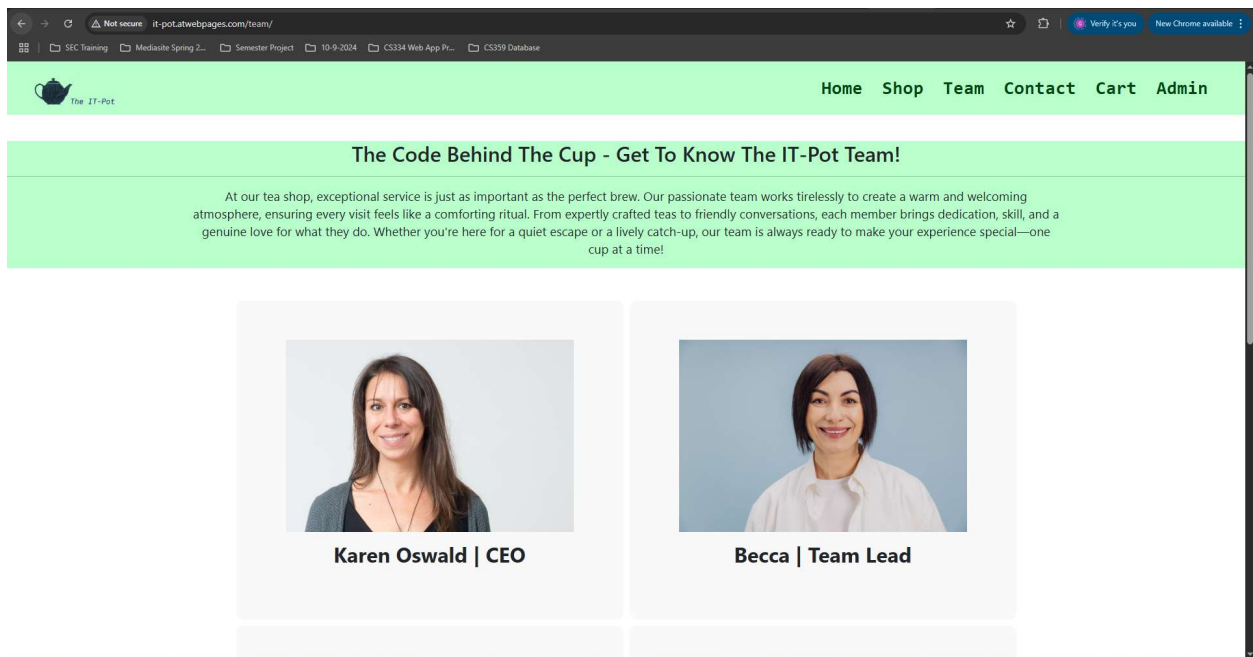 Not secure it-pot.atwebpages.com/team/ Verify it's you New Chrome available
SEC Training Mediasite Spring 2... Semester Project 10-9-2024 CS334 Web App Pr... CS359 Database
The IT-Pot Home Shop Team Contact Cart Admin
The Code Behind The Cup - Get To Know The IT-Pot Team!
At our tea shop, exceptional service is just as important as the perfect brew. Our passionate team works tirelessly to create a warm and welcoming
atmosphere, ensuring every visit feels like a comforting ritual. From expertly crafted teas to friendly conversations, each member brings dedication, skill, and a
genuine love for what they do. Whether you're here for a quiet escape or a lively catch-up, our team is always ready to make your experience special—one
cup at a time!
Karen Oswald | CEO Becca | Team Lead